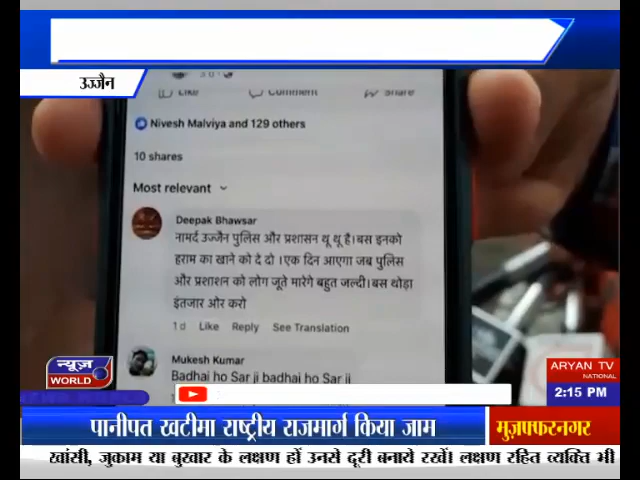 उज्जैन
Like Comment Share
Nivesh Malviya and 129 others
10 shares
Most relevant
Deepak Bhawsar
नामर्द उज्जैन पुलिस और प्रशासन थू थू है।बस इनको
हराम का खाने को दे दो ।एक दिन आएगा जब पुलिस
और प्रशाशन को लोग जूते मारेगे बहुत जल्दी।बस थोड़ा
इंतजार और करो
1 d Like Reply See Translation
Mukesh Kumar
Badhai ho Sar ji badhai ho Sar ji
न्यूज़
WORLD
ARYAN TV
NATIONAL
2:15 PM
पानीपत खटीमा राष्ट्रीय राजमार्ग किया जाम
मुज़फ्फरनगर
खांसी, जुकाम या बुखार के लक्षण हों उनसे दूरी बनाये रखें। लक्षण रहित व्यक्ति भी